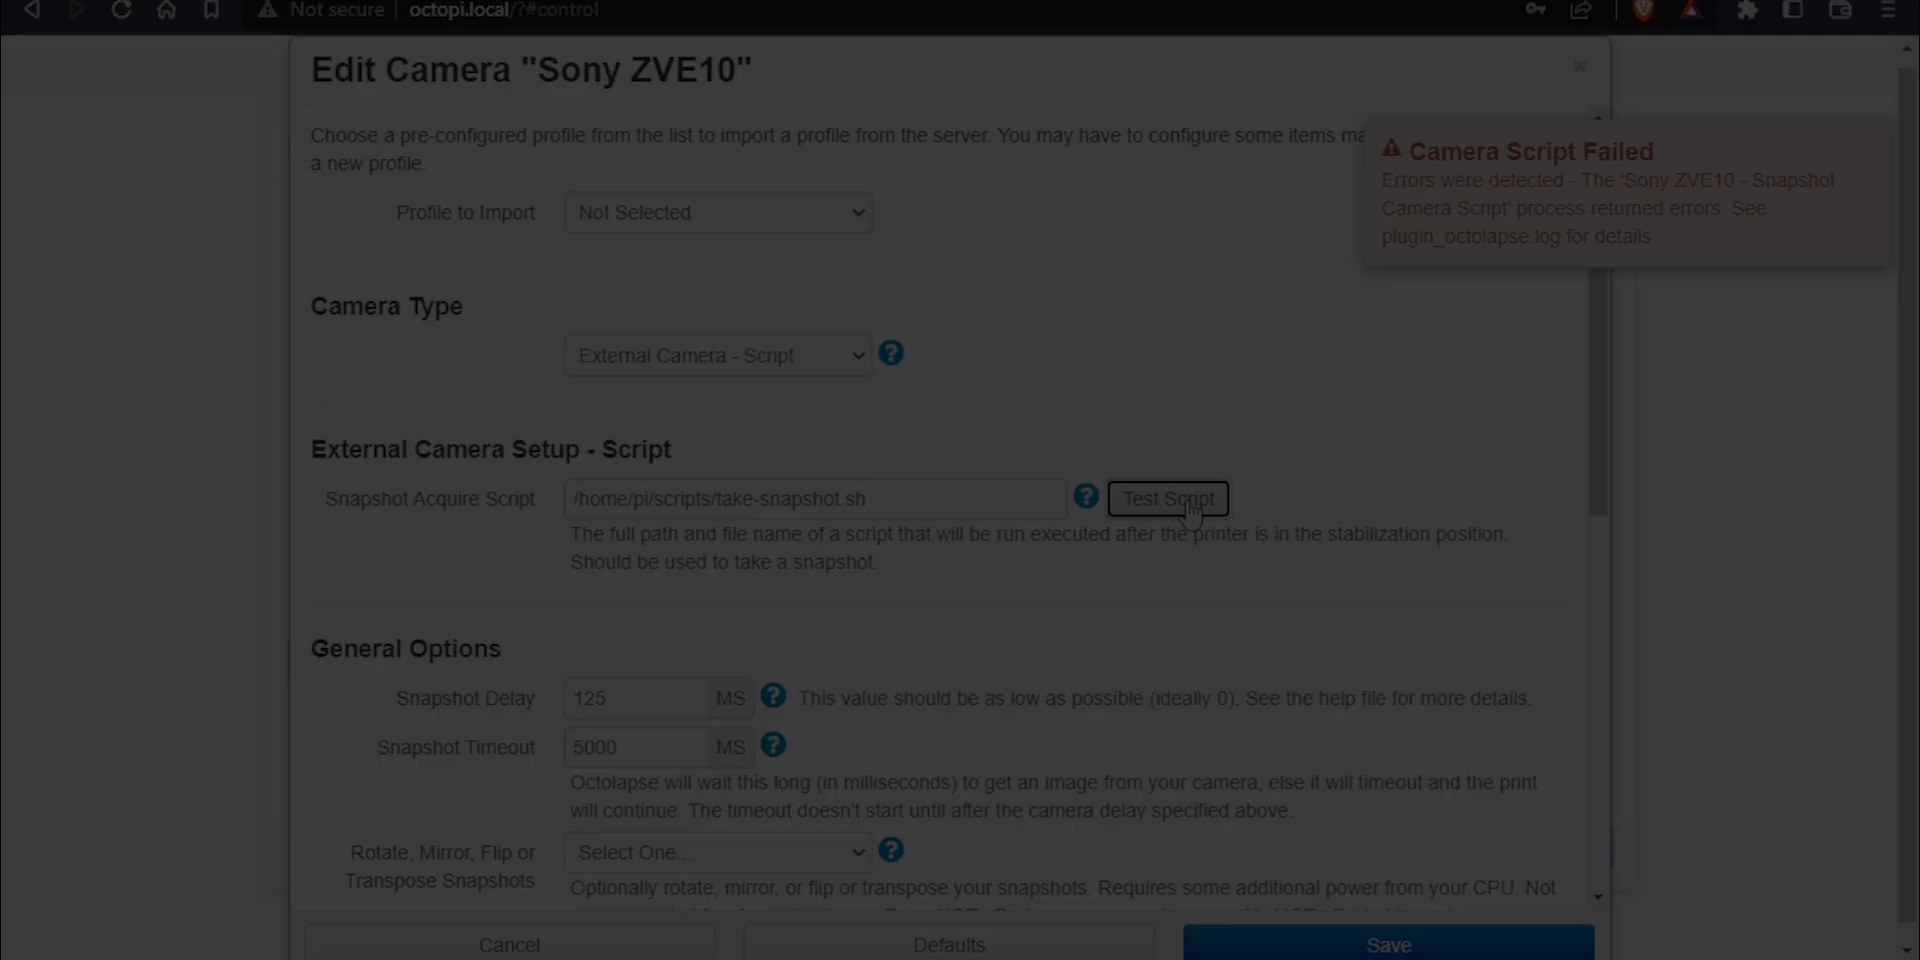 Not secure
octopi.local/?#control
Edit Camera "Sony ZVE10"
×
Choose a pre-configured profile from the list to import a profile from the server. You may have to configure some items ma
a new profile.
Camera Script Failed
Errors were detected - The 'Sony ZVE10 - Snapshot
Camera Script' process returned errors. See
plugin_octolapse.log for details
Profile to Import
Not Selected
Camera Type
External Camera - Script
?
External Camera Setup - Script
Snapshot Acquire Script
/home/pi/scripts/take-snapshot.sh
?
Test Script
The full path and file name of a script that will be run executed after the printer is in the stabilization position.
Should be used to take a snapshot.
General Options
Snapshot Delay
125
MS
?
This value should be as low as possible (ideally 0). See the help file for more details.
Snapshot Timeout
5000
MS
?
Octolapse will wait this long (in milliseconds) to get an image from your camera, else it will timeout and the print
will continue. The timeout doesn't start until after the camera delay specified above.
Rotate, Mirror, Flip or
Transpose Snapshots
Select One...
?
Optionally rotate, mirror, or flip or transpose your snapshots. Requires some additional power from your CPU. Not
Cancel
Defaults
Save